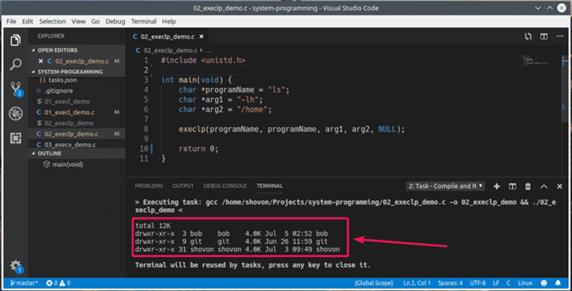 02_execlp_demo.c - system-programming - Visual Studio Code
File Edit Selection View Go Debug Terminal Help
EXPLORER
OPEN EDITORS
02_execlp_demo.c M
SYSTEM-PROGRAMMING
tasks.json
.gitignore
01_execl_demo
01_execl_demo.c M
02_execlp_demo
02_execlp_demo.c M
03_execv_demo.c
OUTLINE
main(void)
02_execlp_demo.c ×
02_execlp_demo.c ›
1 #include <unistd.h>
2
3 int main(void) {
4 char *programName = "ls";
5 char *arg1 = "-lh";
6 char *arg2 = "/home";
7
8 execlp(programName, programName, arg1, arg2, NULL);
9
10 return 0;
11 }
PROBLEMS OUTPUT DEBUG CONSOLE TERMINAL 2: Task - Compile and R
> Executing task: gcc /home/shovon/Projects/system-programming/02_execlp_demo.c -o 02_execlp_demo && ./02_e
xeclp_demo <
total 12K
drwxr-xr-x 3 bob bob 4.0K Jul 5 02:52 bob
drwxr-xr-x 9 git git 4.0K Jun 26 11:59 git
drwxr-xr-x 31 shovon shovon 4.0K Jul 3 09:49 shovon
Terminal will be reused by tasks, press any key to close it.
master* 0 0 (Global Scope) Ln 2, Col 1 Spaces: 4 UTF-8 LF C Linux